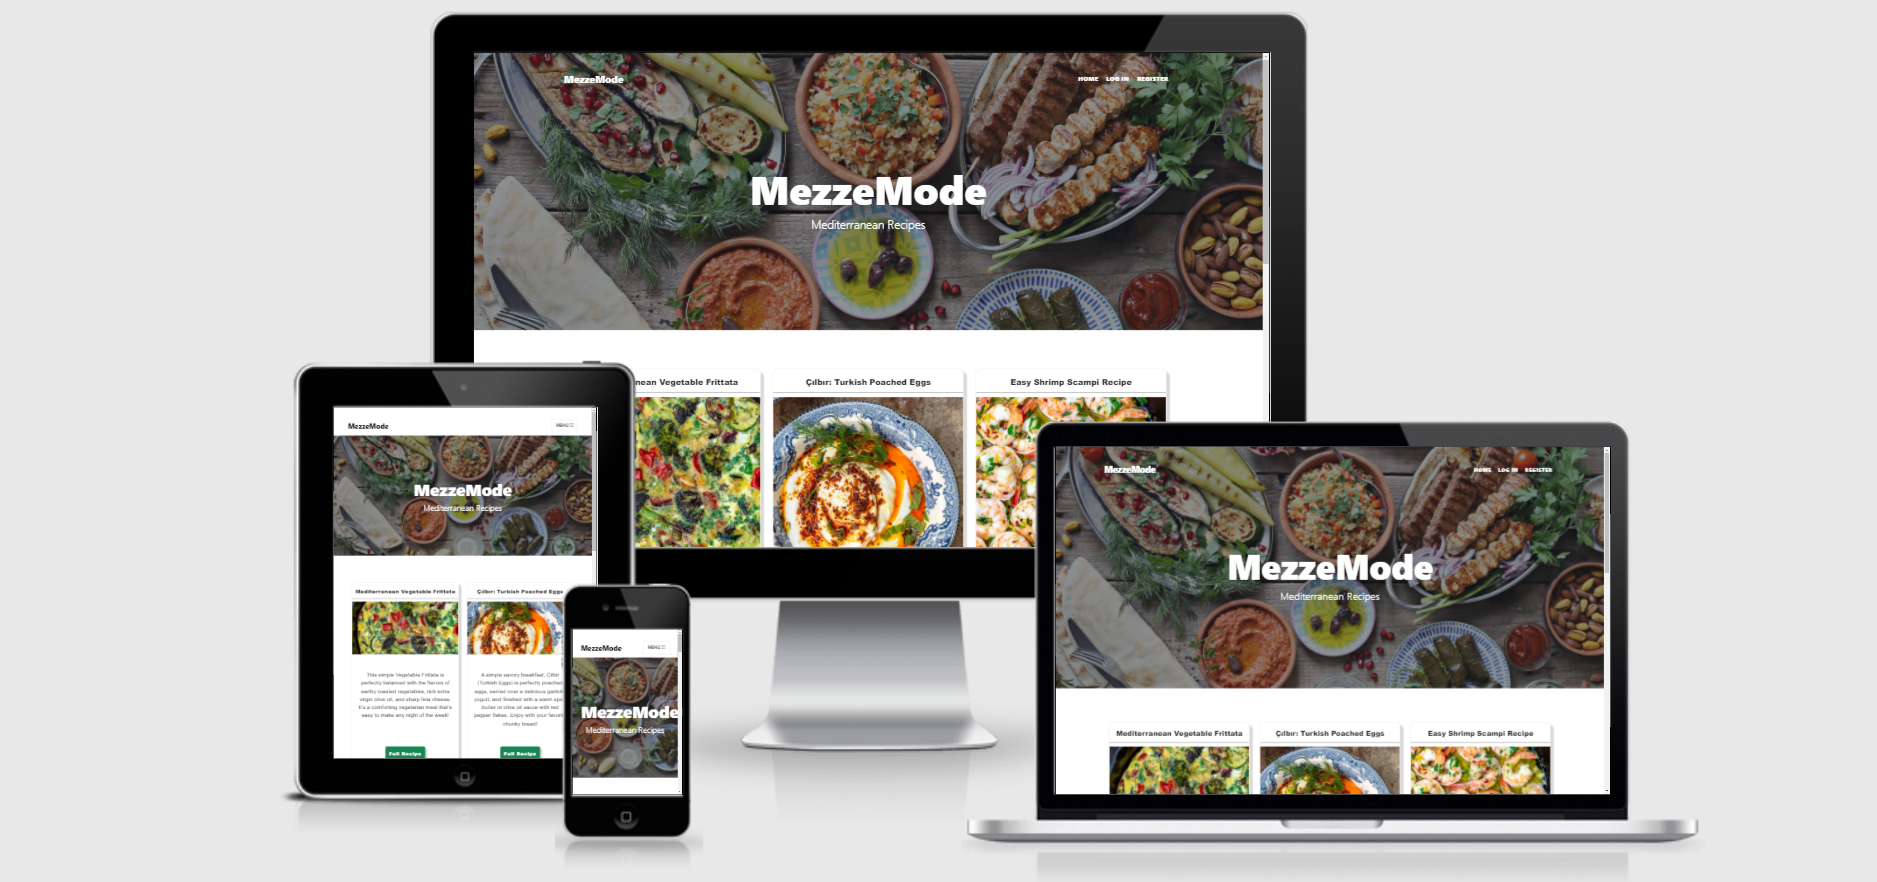 MezzeMode
HOME LOG IN REGISTER
MezzeMode
Mediterranean Recipes
nean Vegetable Frittata
Çılbır: Turkish Poached Eggs
Easy Shrimp Scampi Recipe
MezzeMode
MENU
MezzeMode
Mediterranean Recipes
Mediterranean Vegetable Frittata
Çılbır: Turkish Poached Eggs
This simple Vegetable Frittata is
perfectly balanced with the flavors of
earthy roasted vegetables, rich extra
virgin olive oil, and sharp feta cheese.
It's a comforting vegetarian meal that's
easy to make any night of the week!
A simple savory breakfast, Cilbir
(Turkish Eggs) is perfectly poached
eggs, served over a delicious garlic
yogurt, and finished with a warm
butter or olive oil sauce with red
pepper flakes. Enjoy with your favor
chunky bread!
Full Recipe
Full Recipe
MezzeMode
MENU
MezzeMode
Mediterranean Recipes
MezzeMode
HOME LOG IN REGISTER
MezzeMode
Mediterranean Recipes
Mediterranean Vegetable Frittata
Çılbır: Turkish Poached Eggs
Easy Shrimp Scampi Recipe